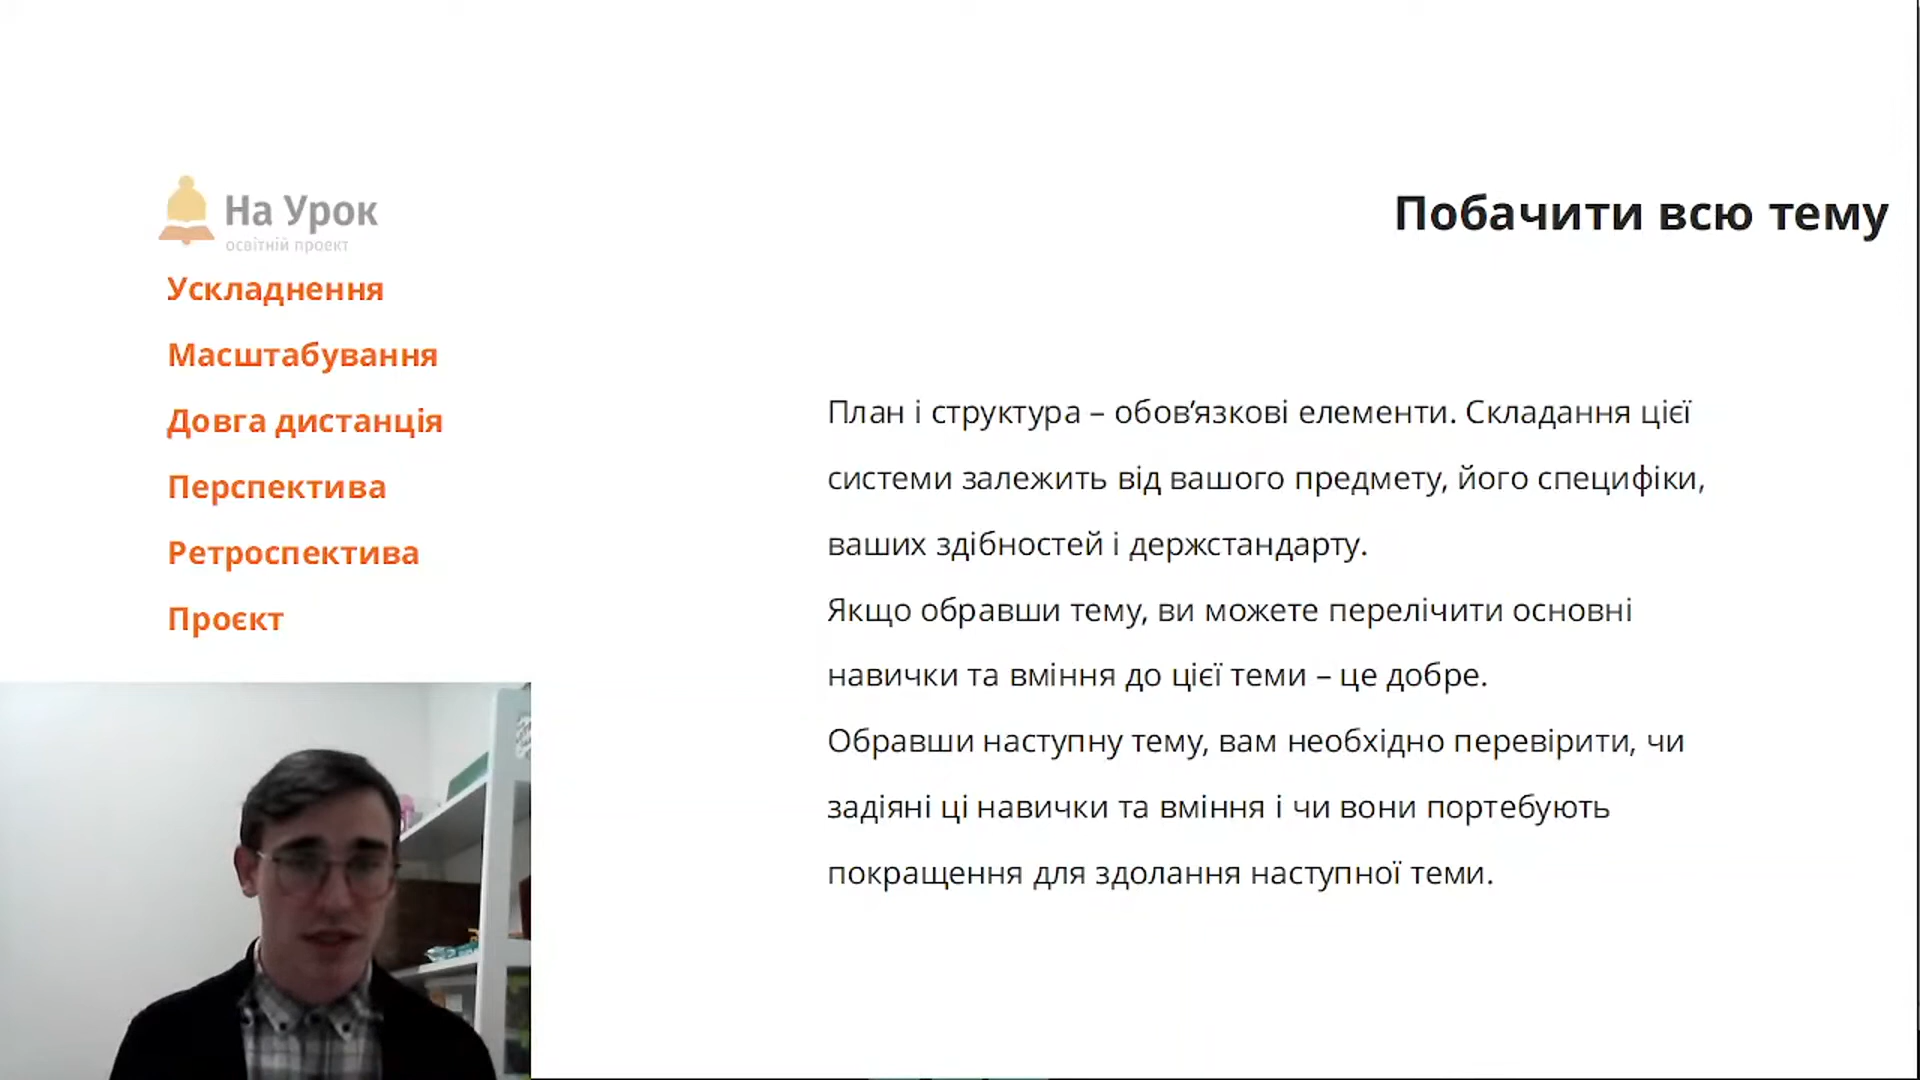 На Урок
освітній проект
Побачити всю тему
Ускладнення
Масштабування
Довга дистанція
Перспектива
Ретроспектива
Проєкт
План і структура – обов’язкові елементи. Складання цієї
системи залежить від вашого предмету, його специфіки,
ваших здібностей і держстандарту.
Якщо обравши тему, ви можете перелічити основні
навички та вміння до цієї теми – це добре.
Обравши наступну тему, вам необхідно перевірити, чи
задіяні ці навички та вміння і чи вони портебують
покращення для здолання наступної теми.